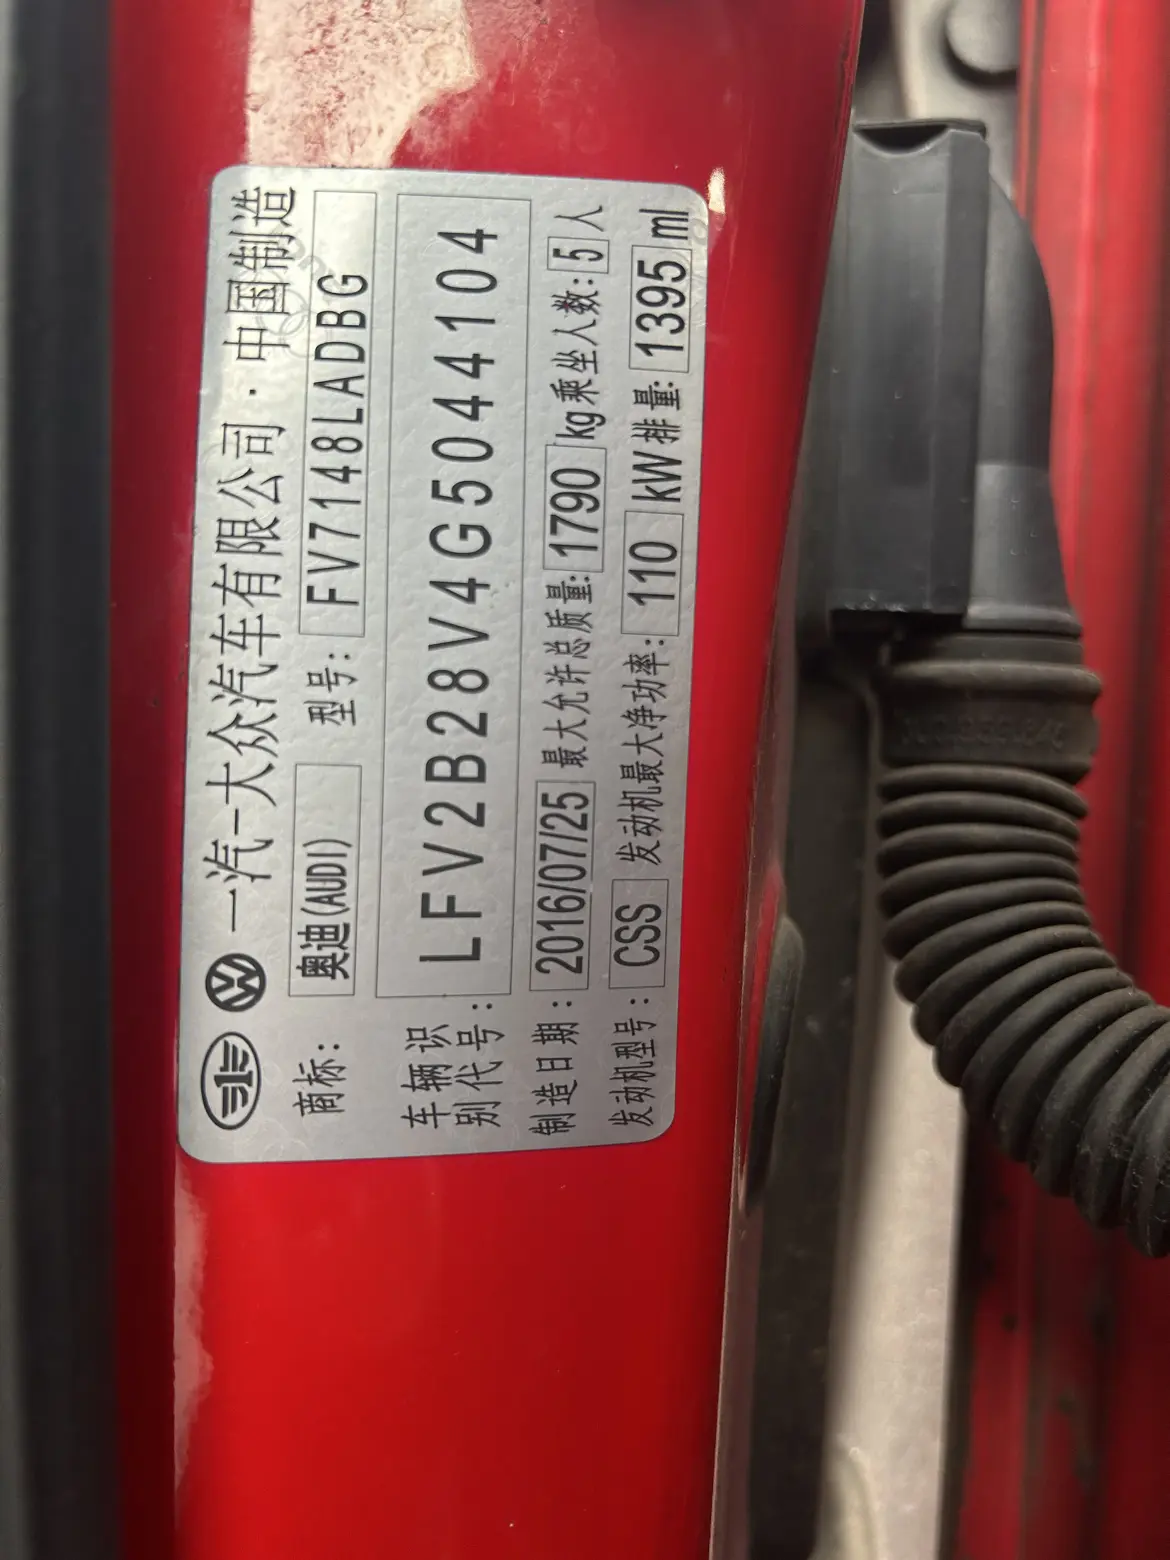 一汽-大众汽车有限公司·中国制造
商标: 奥迪(AUDI) 型号: FV7148LADBG
车辆识别代号: LFV2B28V4G5044104
制造日期: 2016/07/25 最大允许总质量: 1790 kg 乘坐人数: 5 人
发动机型号: CSS 发动机最大净功率: 110 kW 排量: 1395 ml